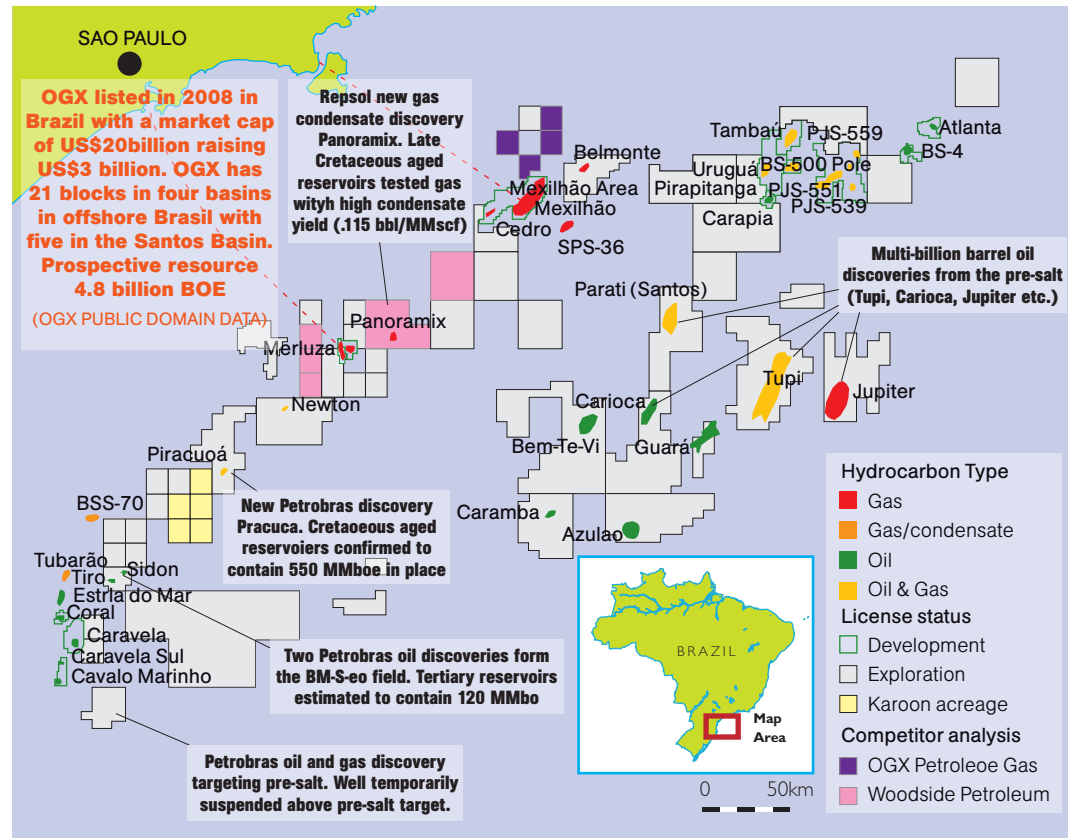 SAO PAULO
OGX listed in 2008 in
Brazil with a market cap
of US$20billion raising
US$3 billion. OGX has
21 blocks in four basins
in offshore Brasil with
five in the Santos Basin.
Prospective resource
4.8 billion BOE
(OGX PUBLIC DOMAIN DATA)
Repsol new gas
condensate discovery
Panoramix. Late
Cretaceous aged
reservoirs tested gas
wityh high condensate
yield (.115 bbl/MMscf)
Belmonte
Mexilhão Area
Mexilhão
Cedro
SPS-36
Tambaú
PJS-559
Atlanta
BS-4
Uruguá
BS-500 Pole
Pirapitanga
PJS-551
PJS-539
Carapia
Multi-billion barrel oil
discoveries from the pre-salt
(Tupi, Carioca, Jupiter etc.)
Parati (Santos)
Panoramix
Merluza
Newton
Tupi
Jupiter
Carioca
Bem-Te-Vi
Guará
Piracuoá
BSS-70
New Petrobras discovery
Pracuca. Cretaoeous aged
reservoiers confirmed to
contain 550 MMboe in place
Caramba
Azulao
Tubarão
Tiro
Sidon
Estrla do Mar
Coral
Caravela
Caravela Sul
Cavalo Marinho
Two Petrobras oil discoveries form
the BM-S-eo field. Tertiary reservoirs
estimated to contain 120 MMbo
Petrobras oil and gas discovery
targeting pre-salt. Well temporarily
suspended above pre-salt target.
BRAZIL
Map
Area
0 50km
Hydrocarbon Type
Gas
Gas/condensate
Oil
Oil & Gas
License status
Development
Exploration
Karoon acreage
Competitor analysis
OGX Petroleoe Gas
Woodside Petroleum